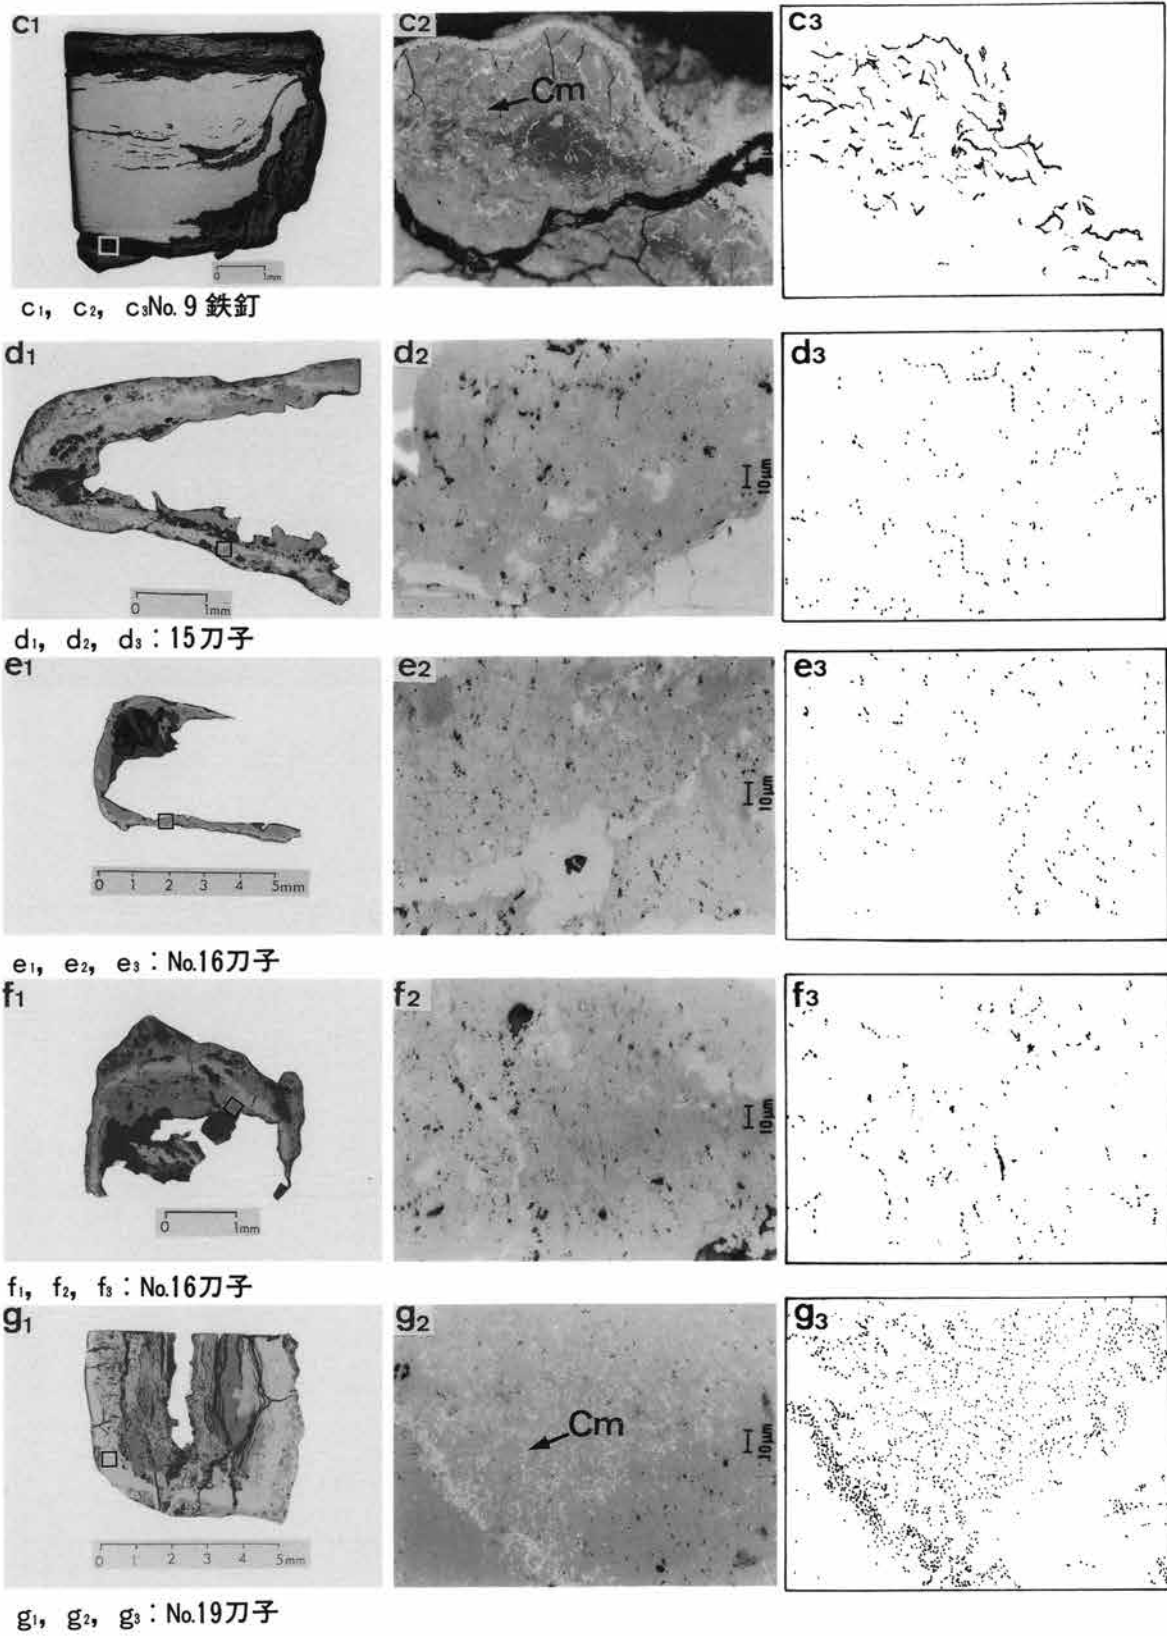 c1 c2 c3
Cm
0 1mm
c1, c2, c3No. 9 鉄釘
d1 d2 d3
10μm
0 1mm
d1, d2, d3：15刀子
e1 e2 e3
10μm
0 1 2 3 4 5mm
e1, e2, e3：No.16刀子
f1 f2 f3
10μm
0 1mm
f1, f2, f3：No.16刀子
g1 g2 g3
Cm
10μm
0 1 2 3 4 5mm
g1, g2, g3：No.19刀子